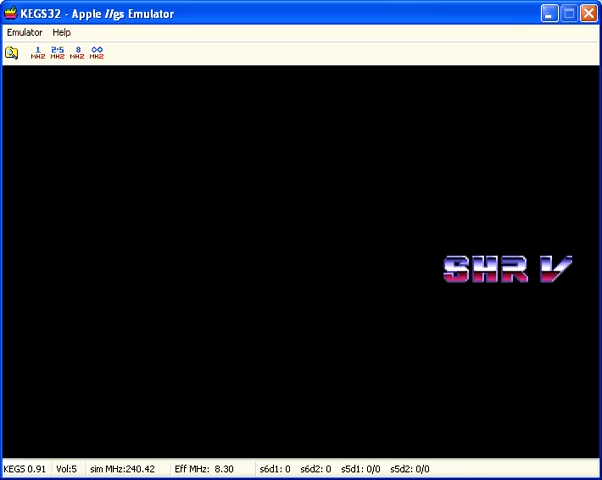 KEGS32 - Apple //gs Emulator
Emulator Help
1 MHZ 2.5 MHZ 8 MHZ ∞ MHZ
SHR V
KEGS 0.91 Vol:5 sim MHz:240.42 Eff MHz: 8.30 s6d1: 0 s6d2: 0 s5d1: 0/0 s5d2: 0/0